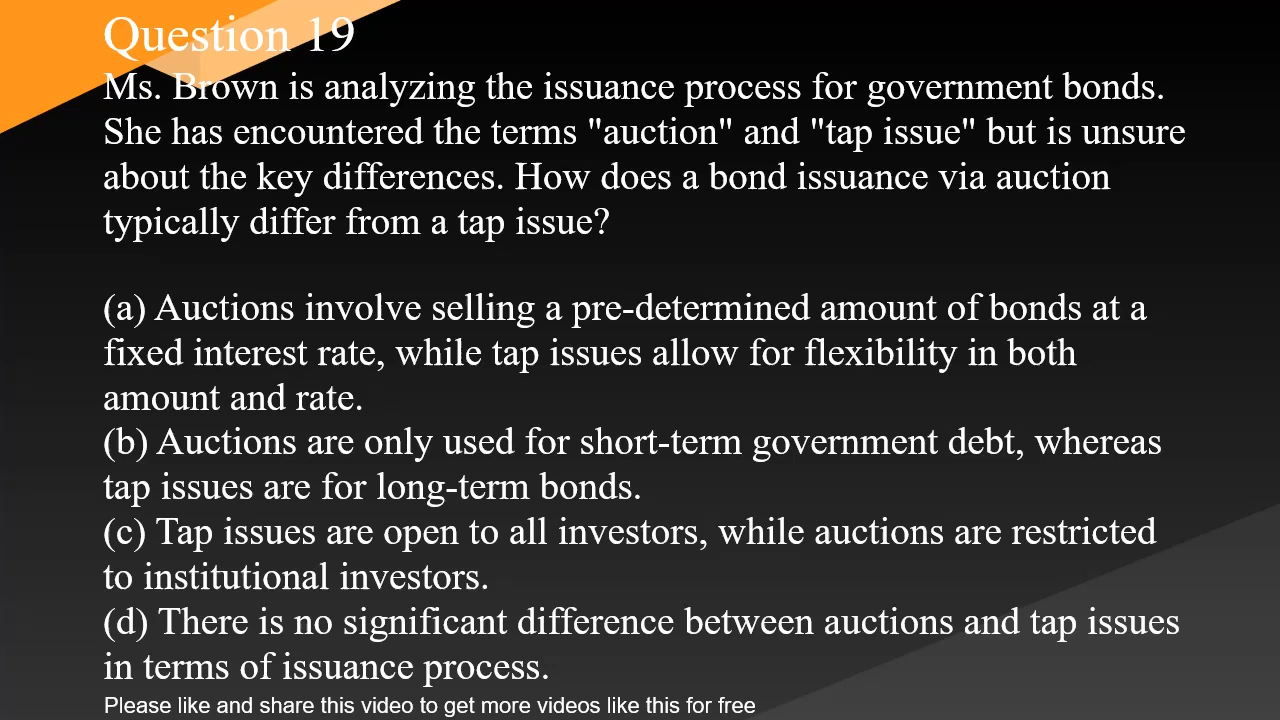 Question 19
Ms. Brown is analyzing the issuance process for government bonds.
She has encountered the terms "auction" and "tap issue" but is unsure
about the key differences. How does a bond issuance via auction
typically differ from a tap issue?
(a) Auctions involve selling a pre-determined amount of bonds at a
fixed interest rate, while tap issues allow for flexibility in both
amount and rate.
(b) Auctions are only used for short-term government debt, whereas
tap issues are for long-term bonds.
(c) Tap issues are open to all investors, while auctions are restricted
to institutional investors.
(d) There is no significant difference between auctions and tap issues
in terms of issuance process.
Please like and share this video to get more videos like this for free